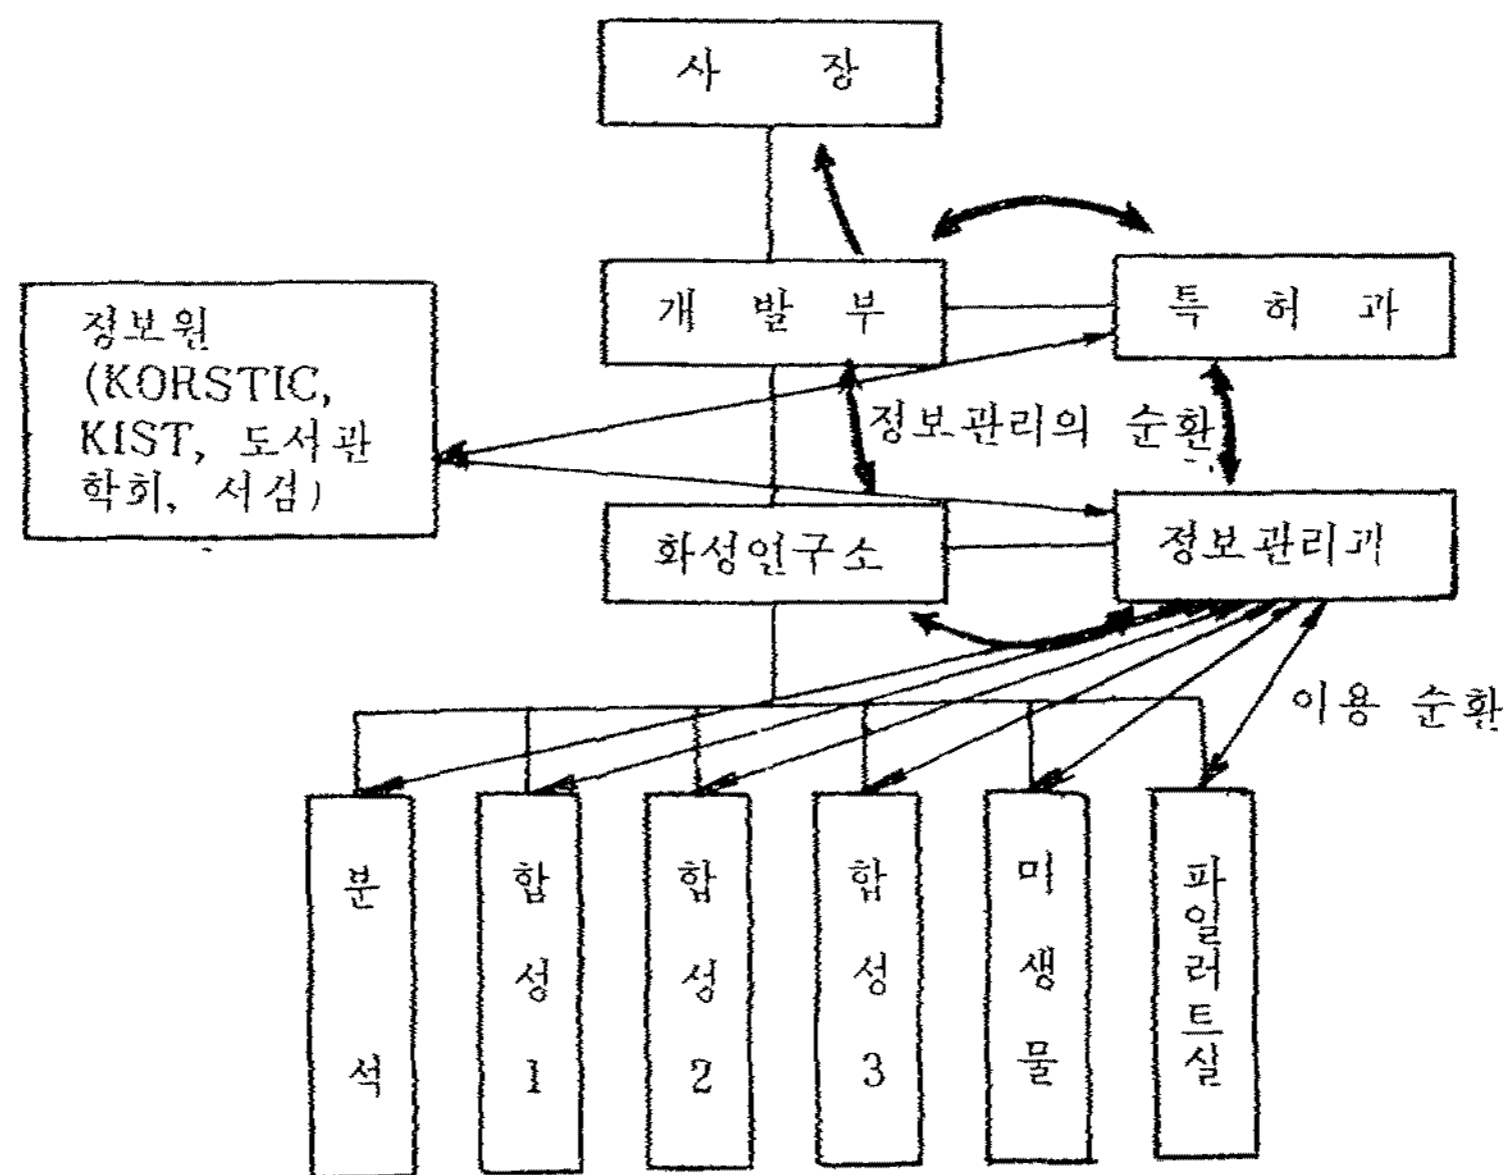 사 장
개 발 부
특 허 과
정보원
(KORSTIC,
KIST, 도서관
학회, 서점)
정보관리의 순환
화성연구소
정보관리과
이용 순환
분 석
합 성 1
합 성 2
합 성 3
미 생 물
파일러트실